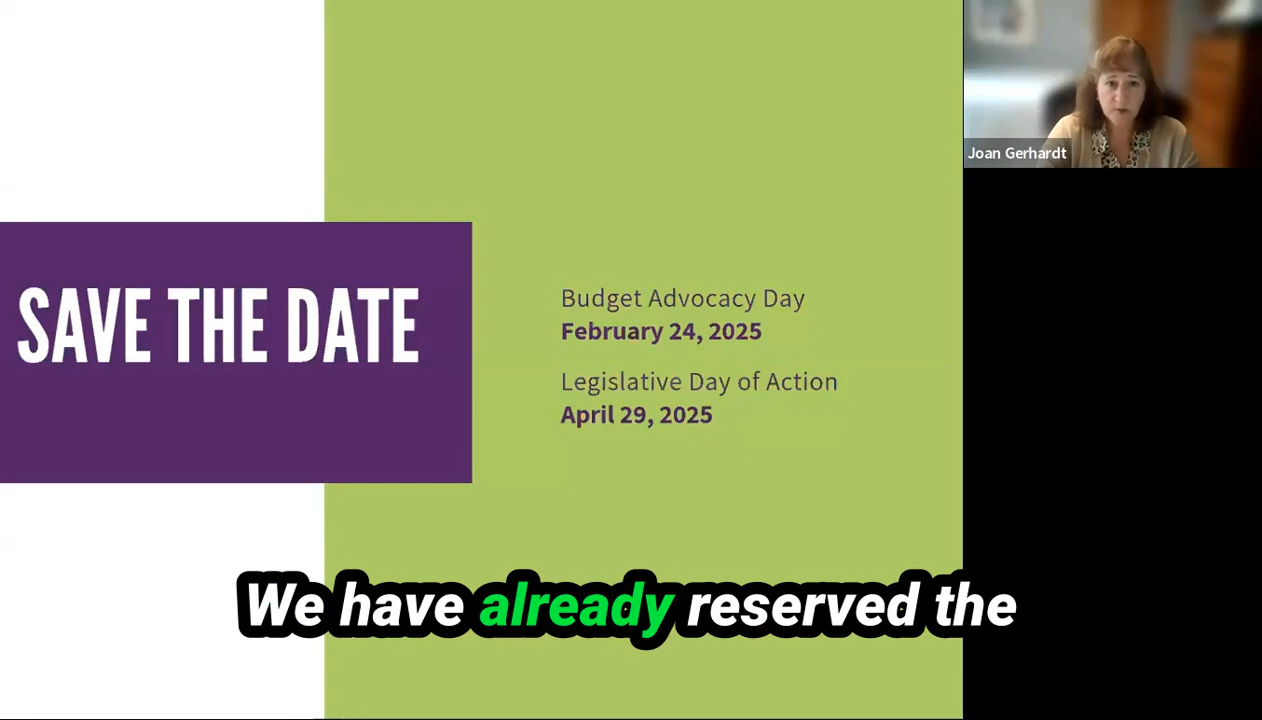 SAVE THE DATE
Budget Advocacy Day
February 24, 2025
Legislative Day of Action
April 29, 2025
Joan Gerhardt
We have already reserved the